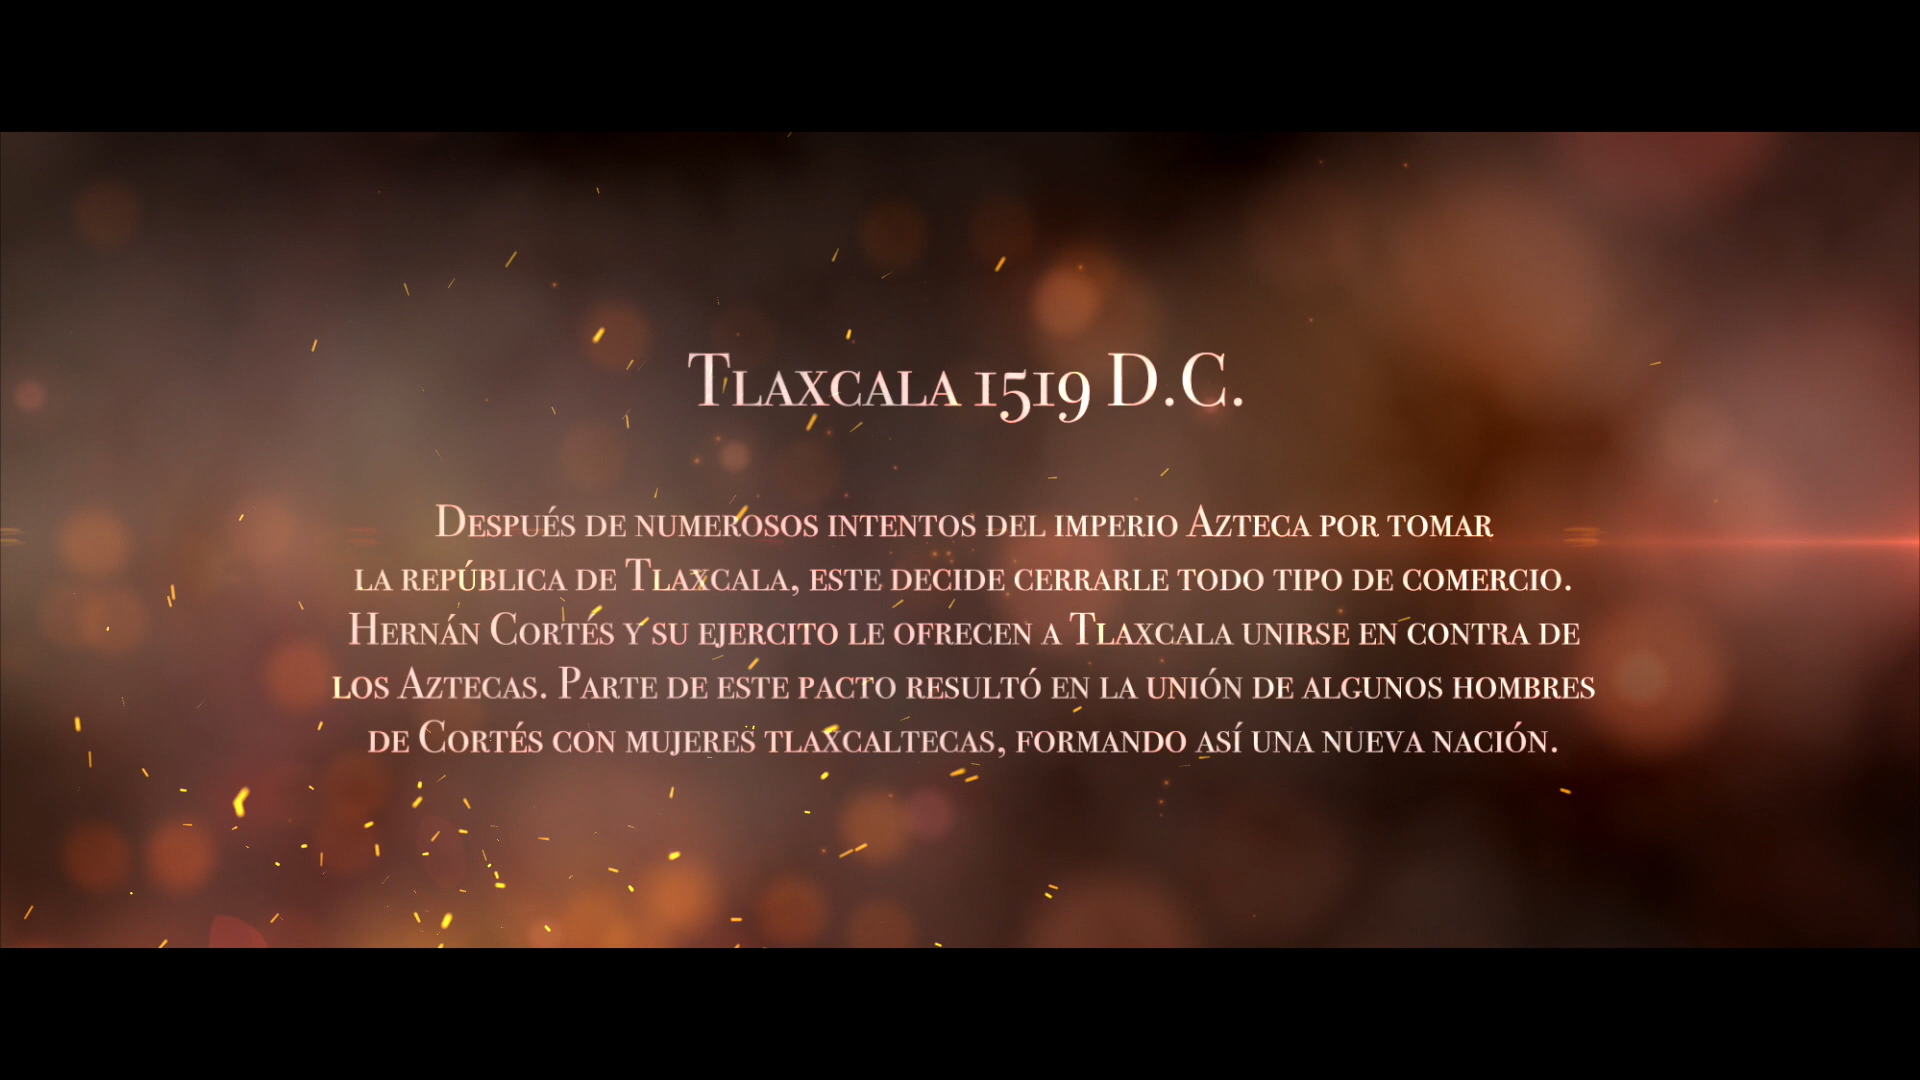 Tlaxcala 1519 D.C.
Después de numerosos intentos del imperio Azteca por tomar
la república de Tlaxcala, este decide cerrarle todo tipo de comercio.
Hernán Cortés y su ejercito le ofrecen a Tlaxcala unirse en contra de
los Aztecas. Parte de este pacto resultó en la unión de algunos hombres
de Cortés con mujeres tlaxcaltecas, formando así una nueva nación.